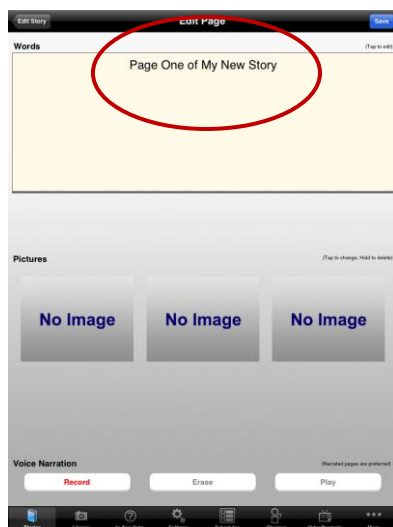 Edit Story
Edit Page
Save
Words
(Tap to edit)
Page One of My New Story
Pictures
(Tap to change, Hold to delete)
No Image
No Image
No Image
Voice Narration
(Narrated pages are preferred)
Record
Erase
Play